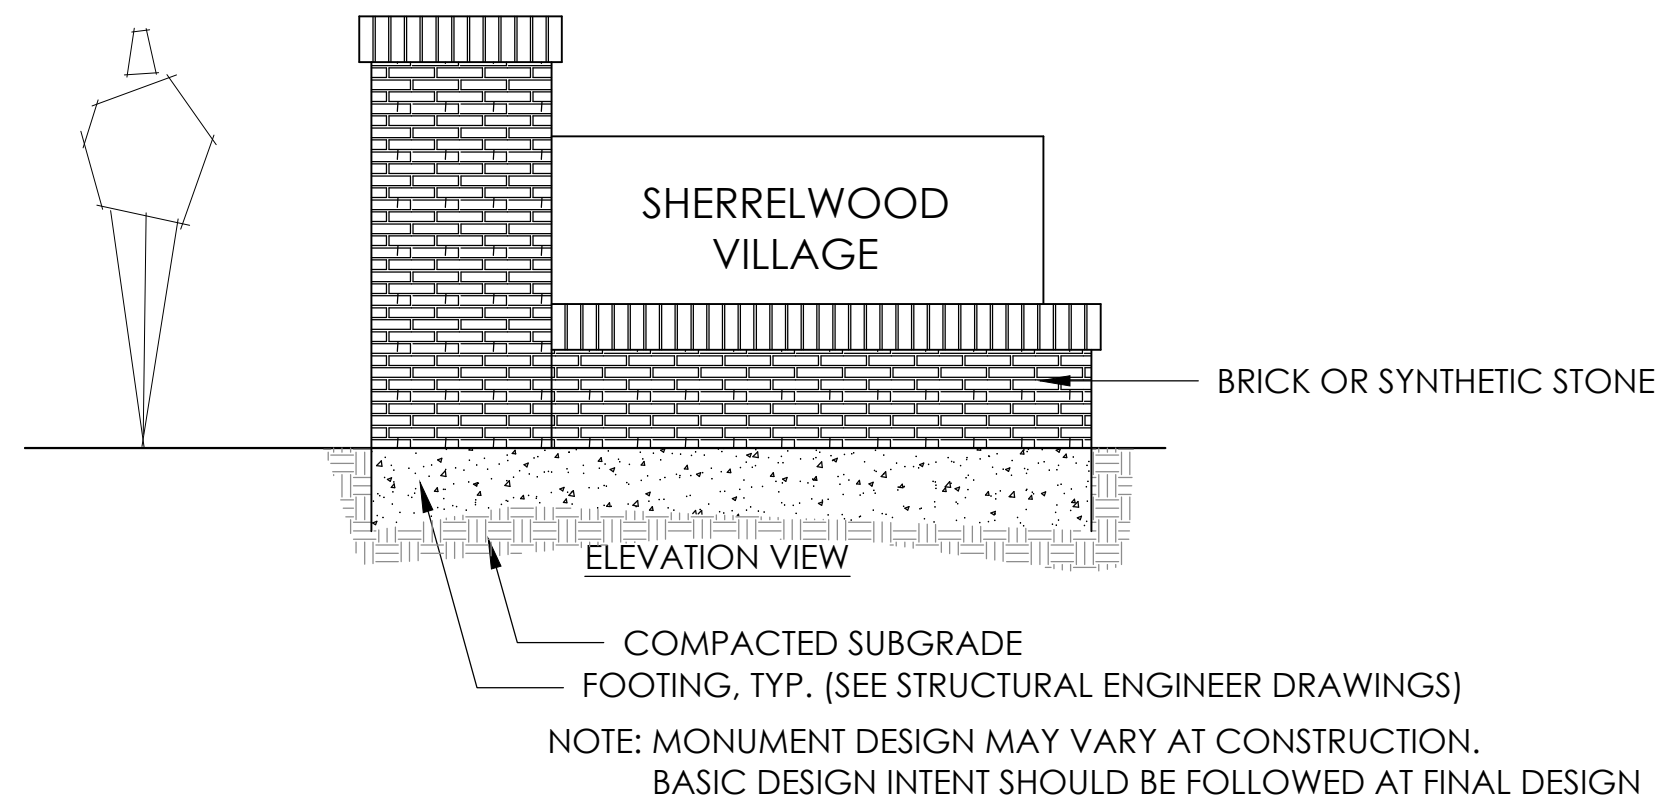 SHERRELWOOD
VILLAGE
BRICK OR SYNTHETIC STONE
ELEVATION VIEW
COMPACTED SUBGRADE
FOOTING, TYP. (SEE STRUCTURAL ENGINEER DRAWINGS)
NOTE: MONUMENT DESIGN MAY VARY AT CONSTRUCTION.
BASIC DESIGN INTENT SHOULD BE FOLLOWED AT FINAL DESIGN